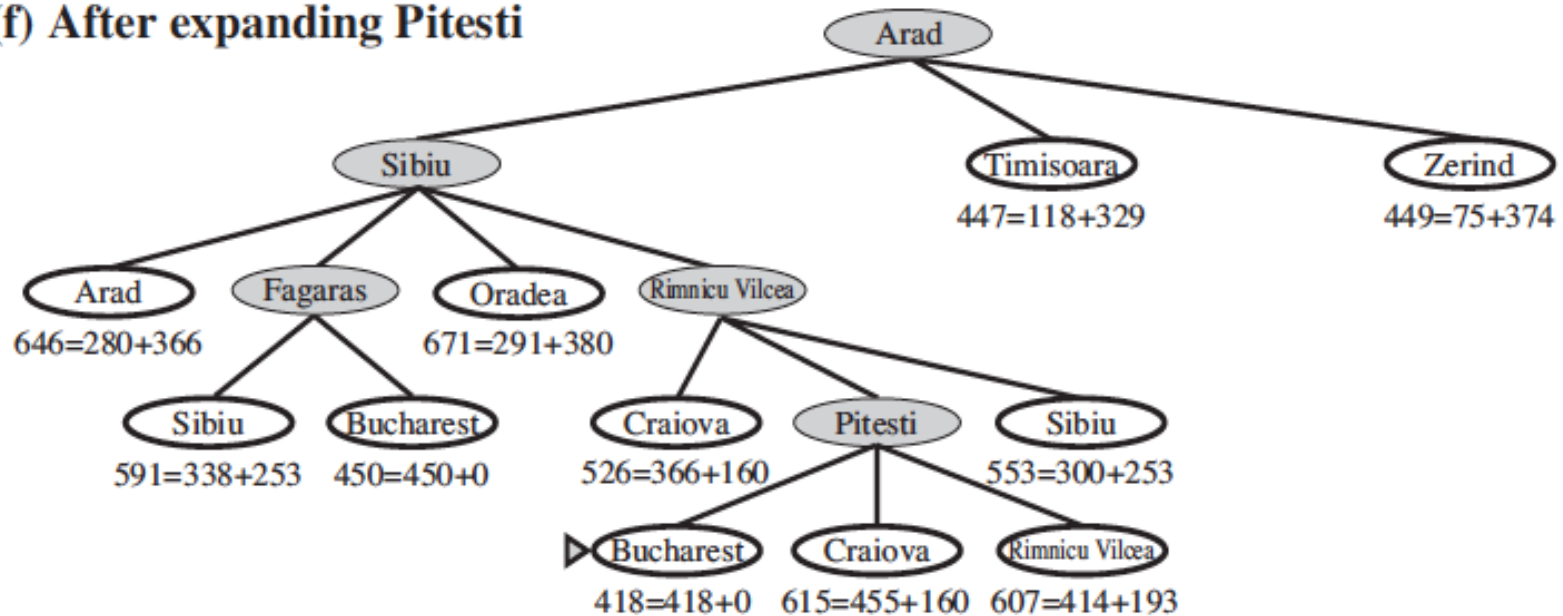 (f) After expanding Pitesti
Arad
Sibiu
Timisoara
Zerind
447=118+329
449=75+374
Arad
Fagaras
Oradea
Rimnicu Vilcea
646=280+366
671=291+380
Sibiu
Bucharest
Craiova
Pitesti
Sibiu
591=338+253
450=450+0
526=366+160
553=300+253
Bucharest
Craiova
Rimnicu Vilcea
418=418+0
615=455+160
607=414+193